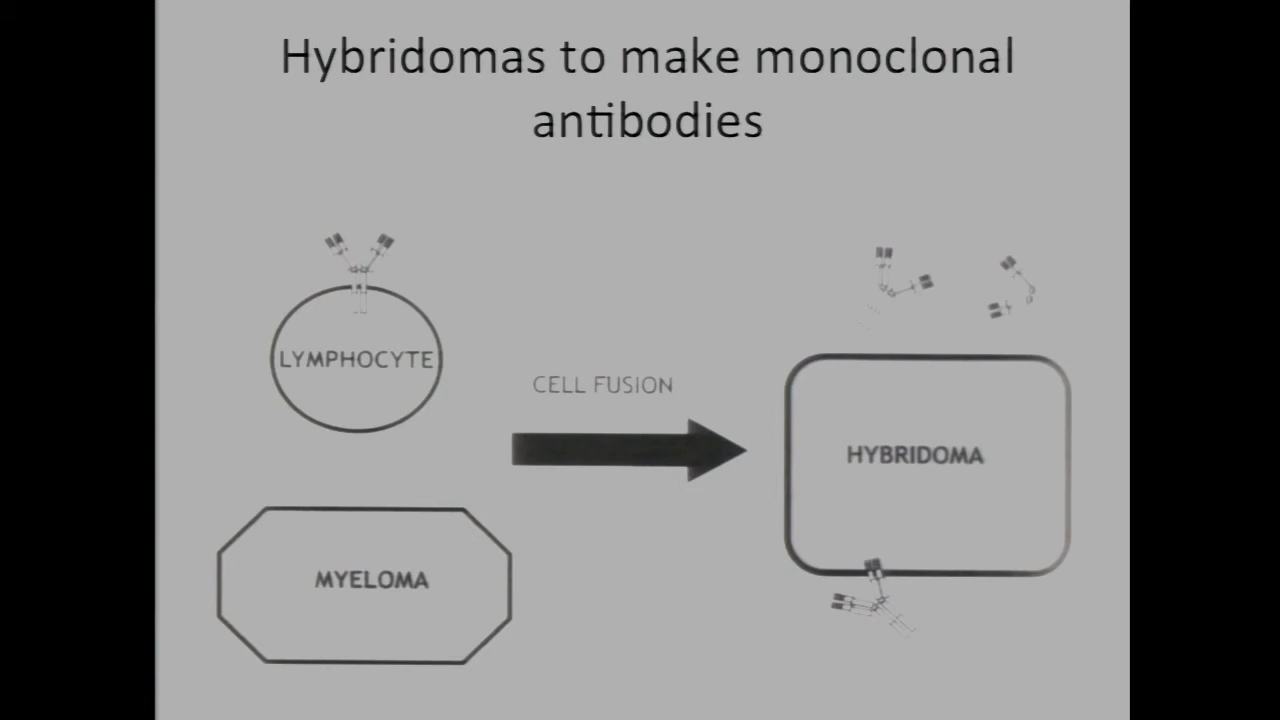 Hybridomas to make monoclonal
antibodies
LYMPHOCYTE
CELL FUSION
HYBRIDOMA
MYELOMA